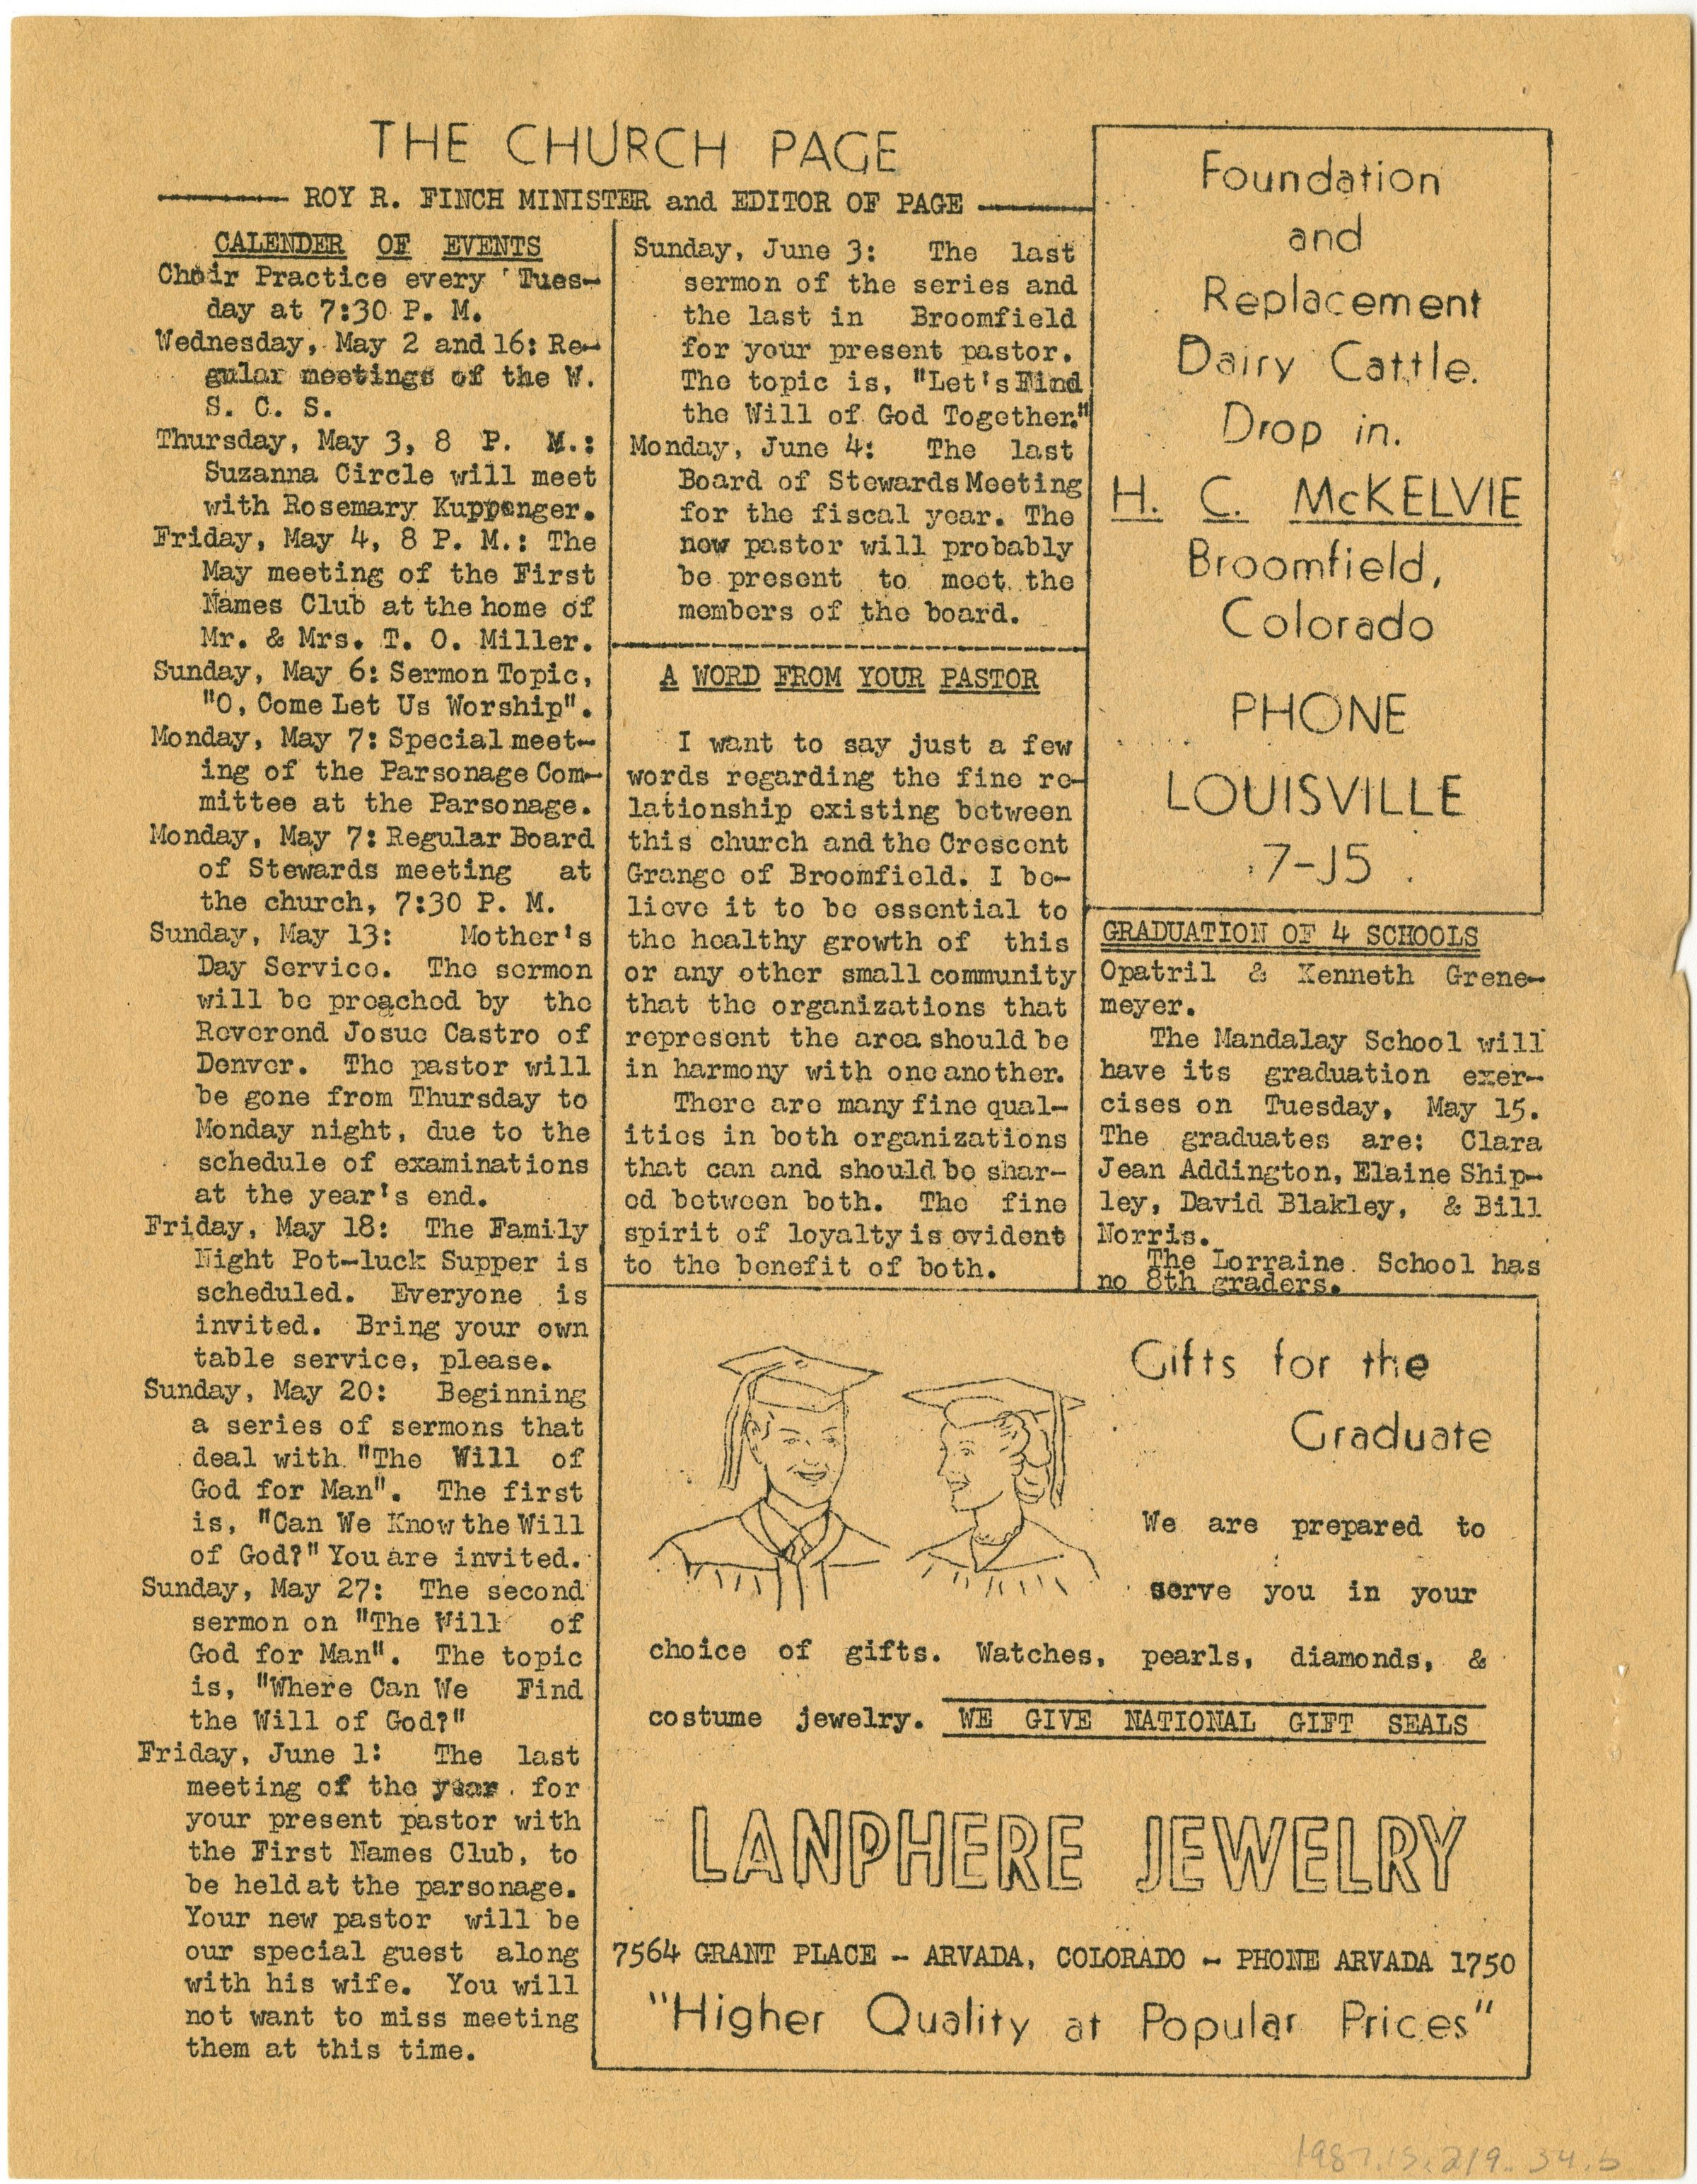 THE CHURCH PAGE
ROY R. FINCH MINISTER and EDITOR OF PAGE
CALENDER OF EVENTS
Choir Practice every Tues-
day at 7:30 P. M.
Wednesday, May 2 and 16: Re-
gular meetings of the W.
S. C. S.
Thursday, May 3, 8 P. M.:
Suzanna Circle will meet
with Rosemary Kuppenger.
Friday, May 4, 8 P. M.: The
May meeting of the First
Names Club at the home of
Mr. & Mrs. T. O. Miller.
Sunday, May 6: Sermon Topic,
"O, Come Let Us Worship".
Monday, May 7: Special meet-
ing of the Parsonage Com-
mittee at the Parsonage.
Monday, May 7: Regular Board
of Stewards meeting at
the church, 7:30 P. M.
Sunday, May 13: Mother's
Day Service. The sermon
will be preached by the
Reverend Josue Castro of
Denver. The pastor will
be gone from Thursday to
Monday night, due to the
schedule of examinations
at the year's end.
Friday, May 18: The Family
Night Pot-luck Supper is
scheduled. Everyone is
invited. Bring your own
table service, please.
Sunday, May 20: Beginning
a series of sermons that
deal with "The Will of
God for Man". The first
is, "Can We Know the Will
of God?" You are invited.
Sunday, May 27: The second
sermon on "The Will of
God for Man". The topic
is, "Where Can We Find
the Will of God?"
Friday, June 1: The last
meeting of the year for
your present pastor with
the First Names Club, to
be held at the parsonage.
Your new pastor will be
our special guest along
with his wife. You will
not want to miss meeting
them at this time.
Sunday, June 3: The last
sermon of the series and
the last in Broomfield
for your present pastor.
The topic is, "Let's Find
the Will of God Together."
Monday, June 4: The last
Board of Stewards Meeting
for the fiscal year. The
new pastor will probably
be present to meet the
members of the board.
A WORD FROM YOUR PASTOR
I want to say just a few
words regarding the fine re-
lationship existing between
this church and the Crescent
Grange of Broomfield. I be-
lieve it to be essential to
the healthy growth of this
or any other small community
that the organizations that
represent the area should be
in harmony with one another.
There are many fine qual-
ities in both organizations
that can and should be shar-
ed between both. The fine
spirit of loyalty is evident
to the benefit of both.
Foundation
and
Replacement
Dairy Cattle.
Drop in.
H. C. McKELVIE
Broomfield,
Colorado
PHONE
LOUISVILLE
7-J5
GRADUATION OF 4 SCHOOLS
Opatril & Kenneth Grene-
meyer.
The Mandalay School will
have its graduation exer-
cises on Tuesday, May 15.
The graduates are: Clara
Jean Addington, Elaine Ship-
ley, David Blakley, & Bill
Norris.
The Lorraine School has
no 8th graders.
Gifts for the
Graduate
We are prepared to
serve you in your
choice of gifts. Watches, pearls, diamonds, &
costume jewelry. WE GIVE NATIONAL GIFT SEALS
LANPHERE JEWELRY
7564 GRANT PLACE - ARVADA, COLORADO - PHONE ARVADA 1750
"Higher Quality at Popular Prices"
1987.15.219.34.b